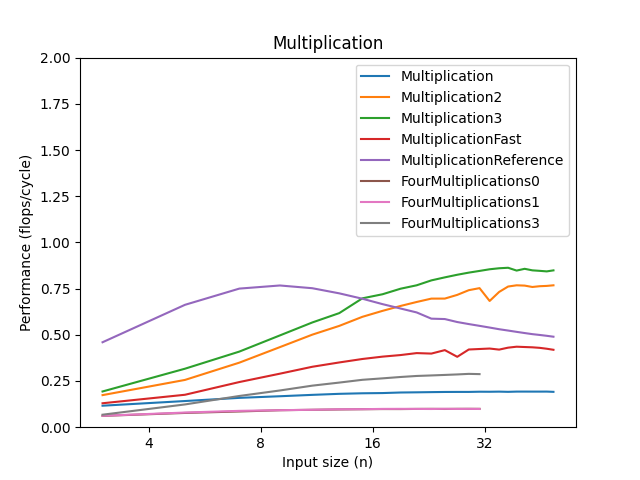 Multiplication
2.00
1.75
1.50
1.25
1.00
0.75
0.50
0.25
0.00
Performance (flops/cycle)
Multiplication
Multiplication2
Multiplication3
MultiplicationFast
MultiplicationReference
FourMultiplications0
FourMultiplications1
FourMultiplications3
4 8 16 32
Input size (n)